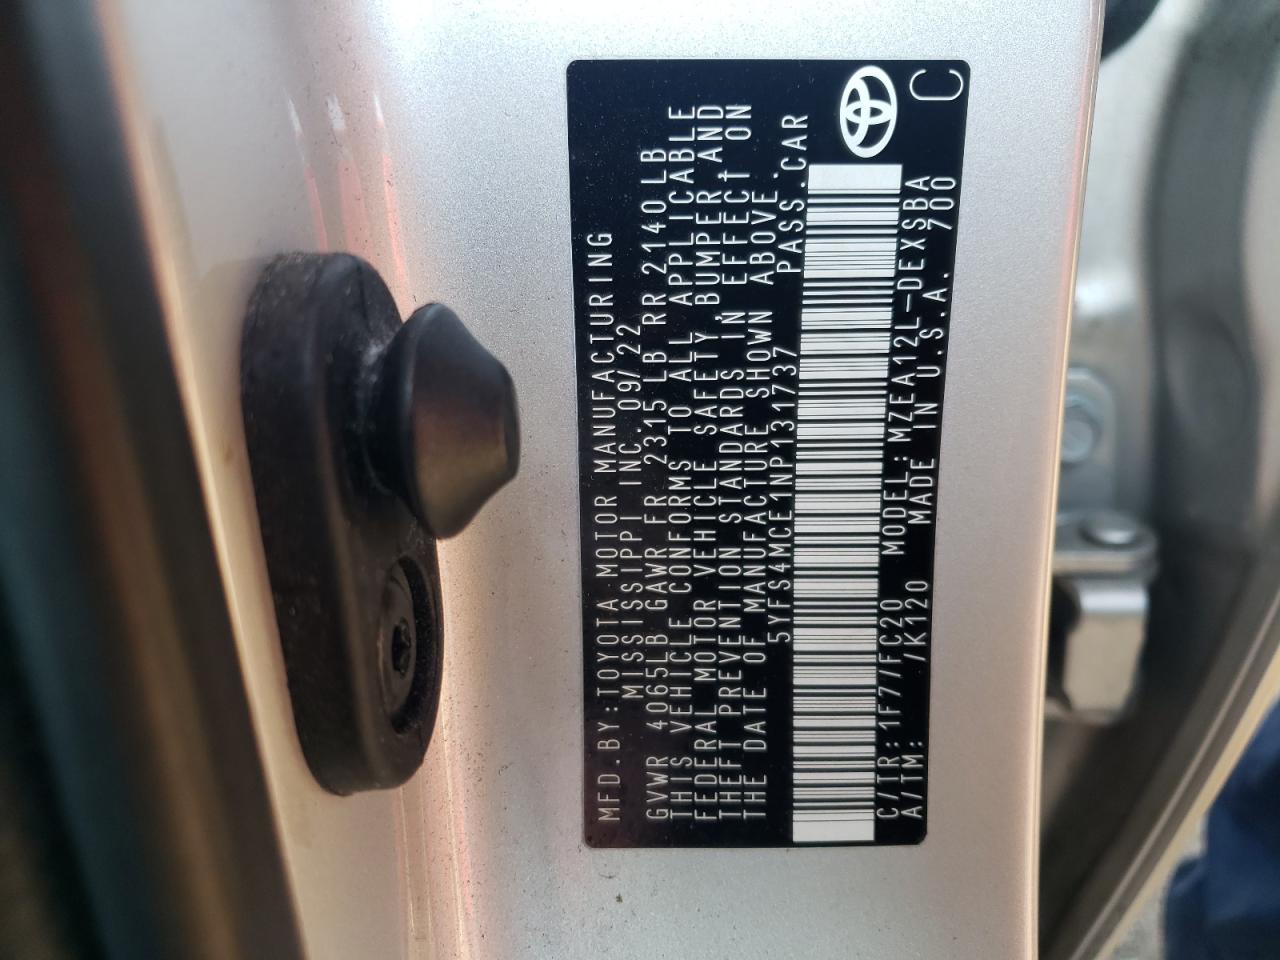 MFD.BY:TOYOTA MOTOR MANUFACTURING
MISSISSIPPI INC. 09/22
GVWR 4065LB GAWR FR 2315 LB RR 2140LB
THIS VEHICLE CONFORMS TO ALL APPLICABLE
FEDERAL MOTOR VEHICLE SAFETY,BUMPER,AND
THEFT PREVENTION STANDARDS IN EFFECT ON
THE DATE OF MANUFACTURE SHOWN ABOVE.
5YFS4MCE1NP131737 PASS.CAR
C/TR:1F7/FC20 MODEL:MZEA12L-DEXSBA
A/TM: /K120 MADE IN U.S.A. 700
C